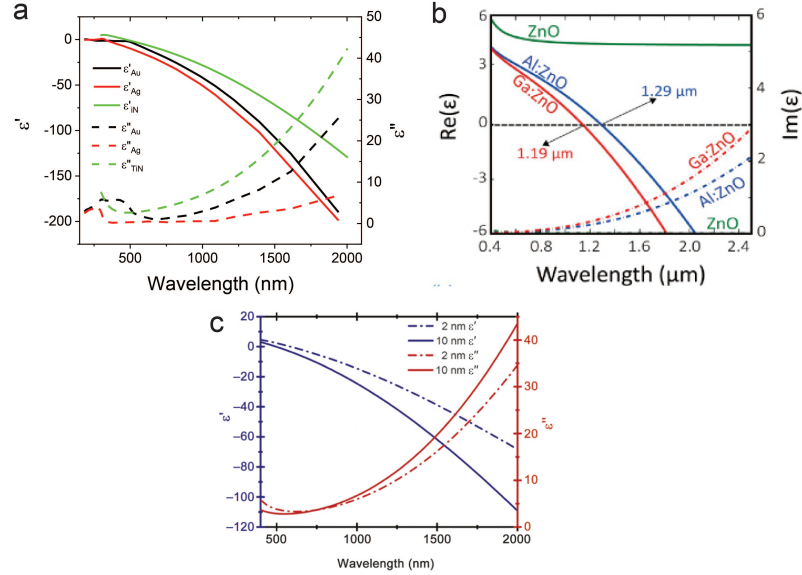 a
0
-50
-100
-150
-200
ε'
50
40
30
20
10
0
ε''
500
1000
1500
2000
Wavelength (nm)
ε'Au
ε'Ag
ε'iN
ε''Au
ε''Ag
ε''TiN
b
6
3
0
-3
-6
Re(ε)
6
5
4
3
2
1
0
Im(ε)
ZnO
Al:ZnO
Ga:ZnO
1.29 μm
1.19 μm
Ga:ZnO
Al:ZnO
ZnO
0.4
0.8
1.2
1.6
2.0
2.4
Wavelength (μm)
c
20
0
−20
−40
−60
−80
−100
−120
ε'
2 nm ε'
10 nm ε'
2 nm ε''
10 nm ε''
40
30
20
10
0
ε''
500
1000
1500
2000
Wavelength (nm)